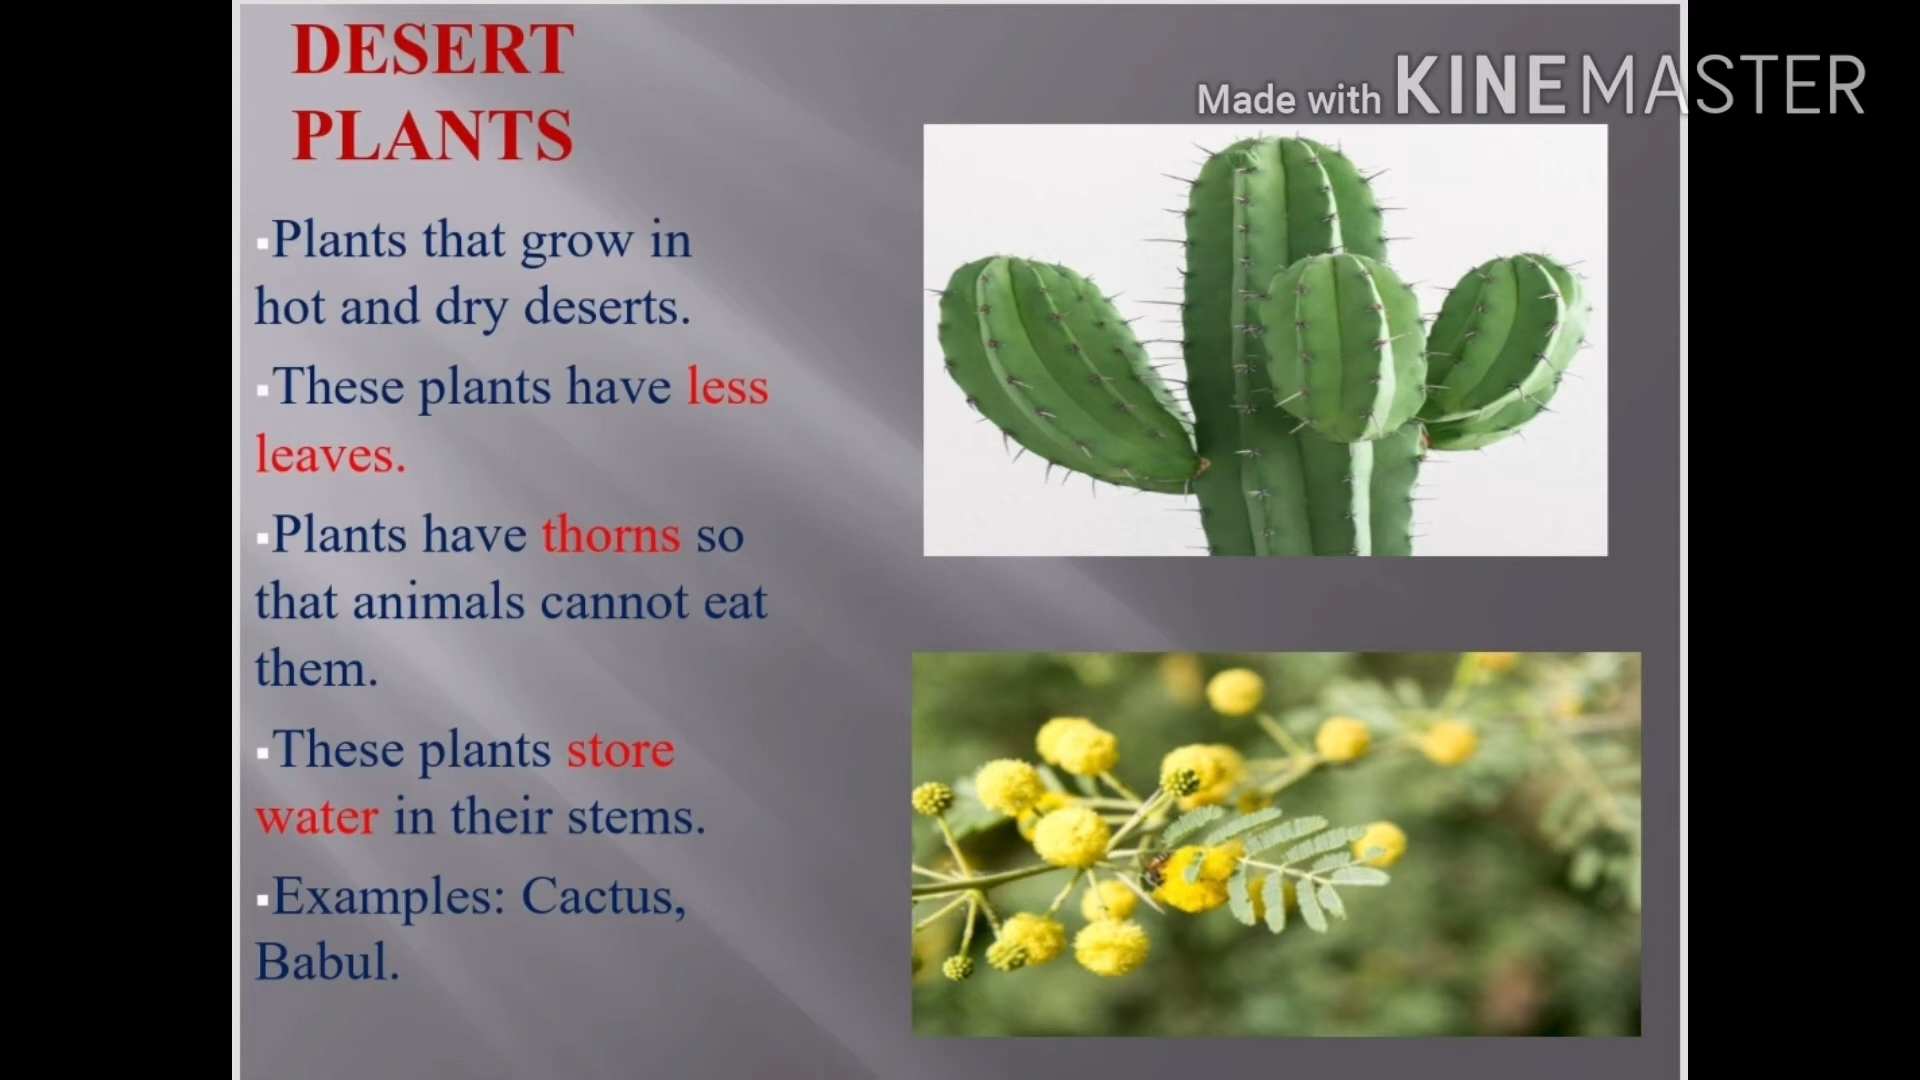 DESERT
PLANTS
Made with KINEMASTER
▪Plants that grow in
hot and dry deserts.
▪These plants have less
leaves.
▪Plants have thorns so
that animals cannot eat
them.
▪These plants store
water in their stems.
▪Examples: Cactus,
Babul.